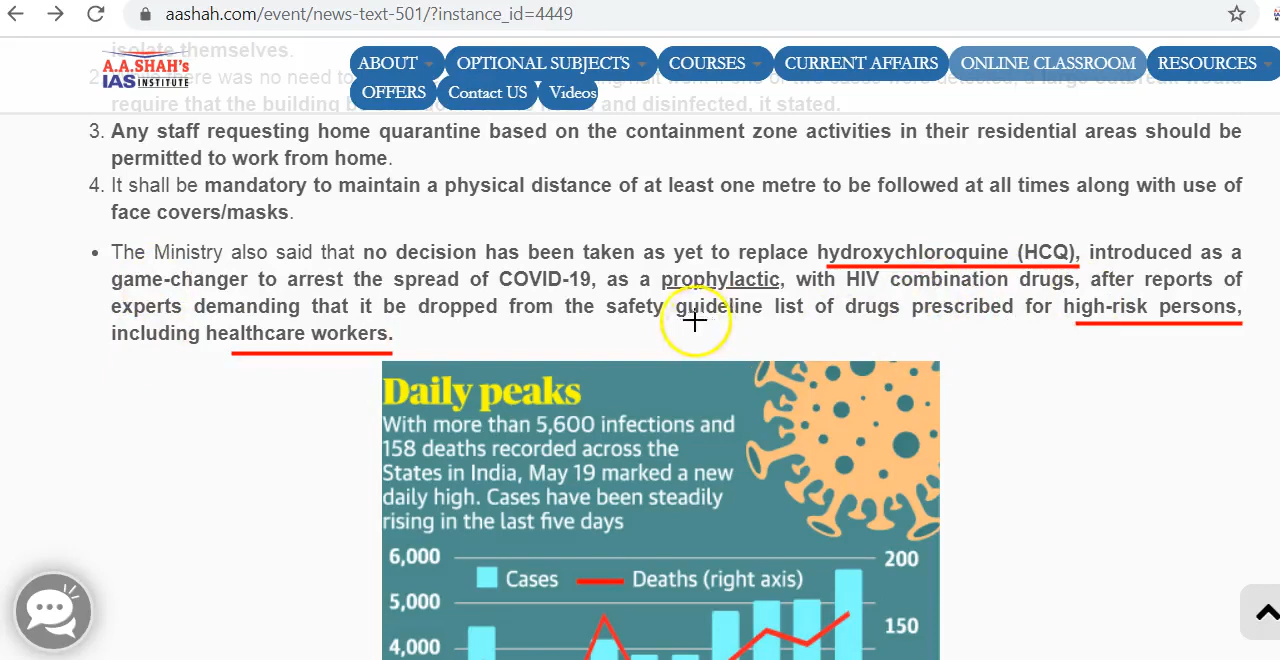 aashah.com/event/news-text-501/?instance_id=4449
A.A.SHAH's
IAS INSTITUTE
ABOUT OPTIONAL SUBJECTS COURSES CURRENT AFFAIRS ONLINE CLASSROOM RESOURCES
OFFERS Contact US Videos
isolate themselves.
2. there was no need to
require that the building and disinfected, it stated.
3. Any staff requesting home quarantine based on the containment zone activities in their residential areas should be
permitted to work from home.
4. It shall be mandatory to maintain a physical distance of at least one metre to be followed at all times along with use of
face covers/masks.
• The Ministry also said that no decision has been taken as yet to replace hydroxychloroquine (HCQ), introduced as a
game-changer to arrest the spread of COVID-19, as a prophylactic, with HIV combination drugs, after reports of
experts demanding that it be dropped from the safety guideline list of drugs prescribed for high-risk persons,
including healthcare workers.
Daily peaks
With more than 5,600 infections and
158 deaths recorded across the
States in India, May 19 marked a new
daily high. Cases have been steadily
rising in the last five days
6,000 200
Cases Deaths (right axis)
5,000
150
4,000